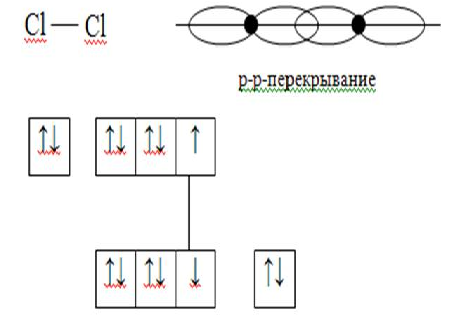 Cl — Cl
р-р-перекрывание
↑↓ ↑↓ ↑↓ ↑
↑↓ ↑↓ ↓ ↑↓